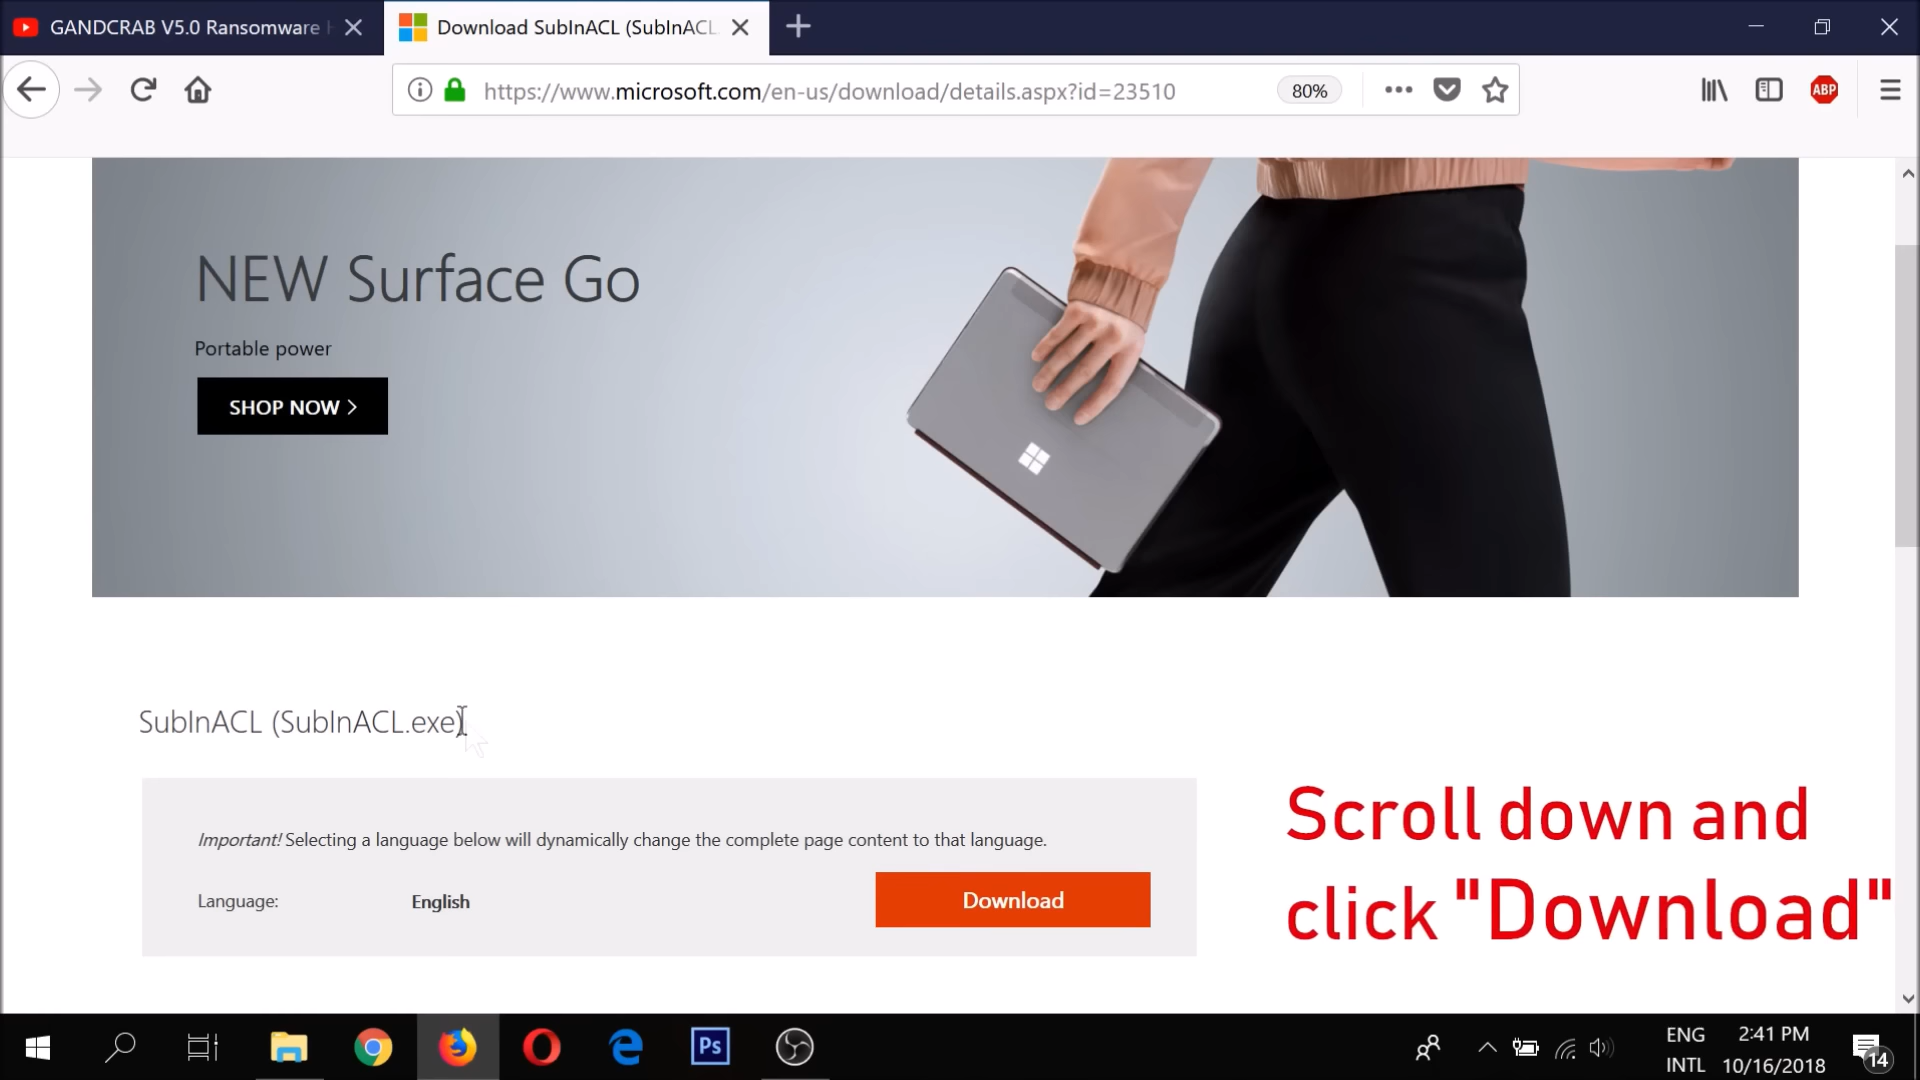 GANDCRAB V5.0 Ransomware
Download SubInACL (SubInACL
https://www.microsoft.com/en-us/download/details.aspx?id=23510
80%
ABP
NEW Surface Go
Portable power
SHOP NOW >
SubInACL (SubInACL.exe)
Important! Selecting a language below will dynamically change the complete page content to that language.
Language:
English
Download
Scroll down and
click "Download"
Ps
ENG
INTL
2:41 PM
10/16/2018
14